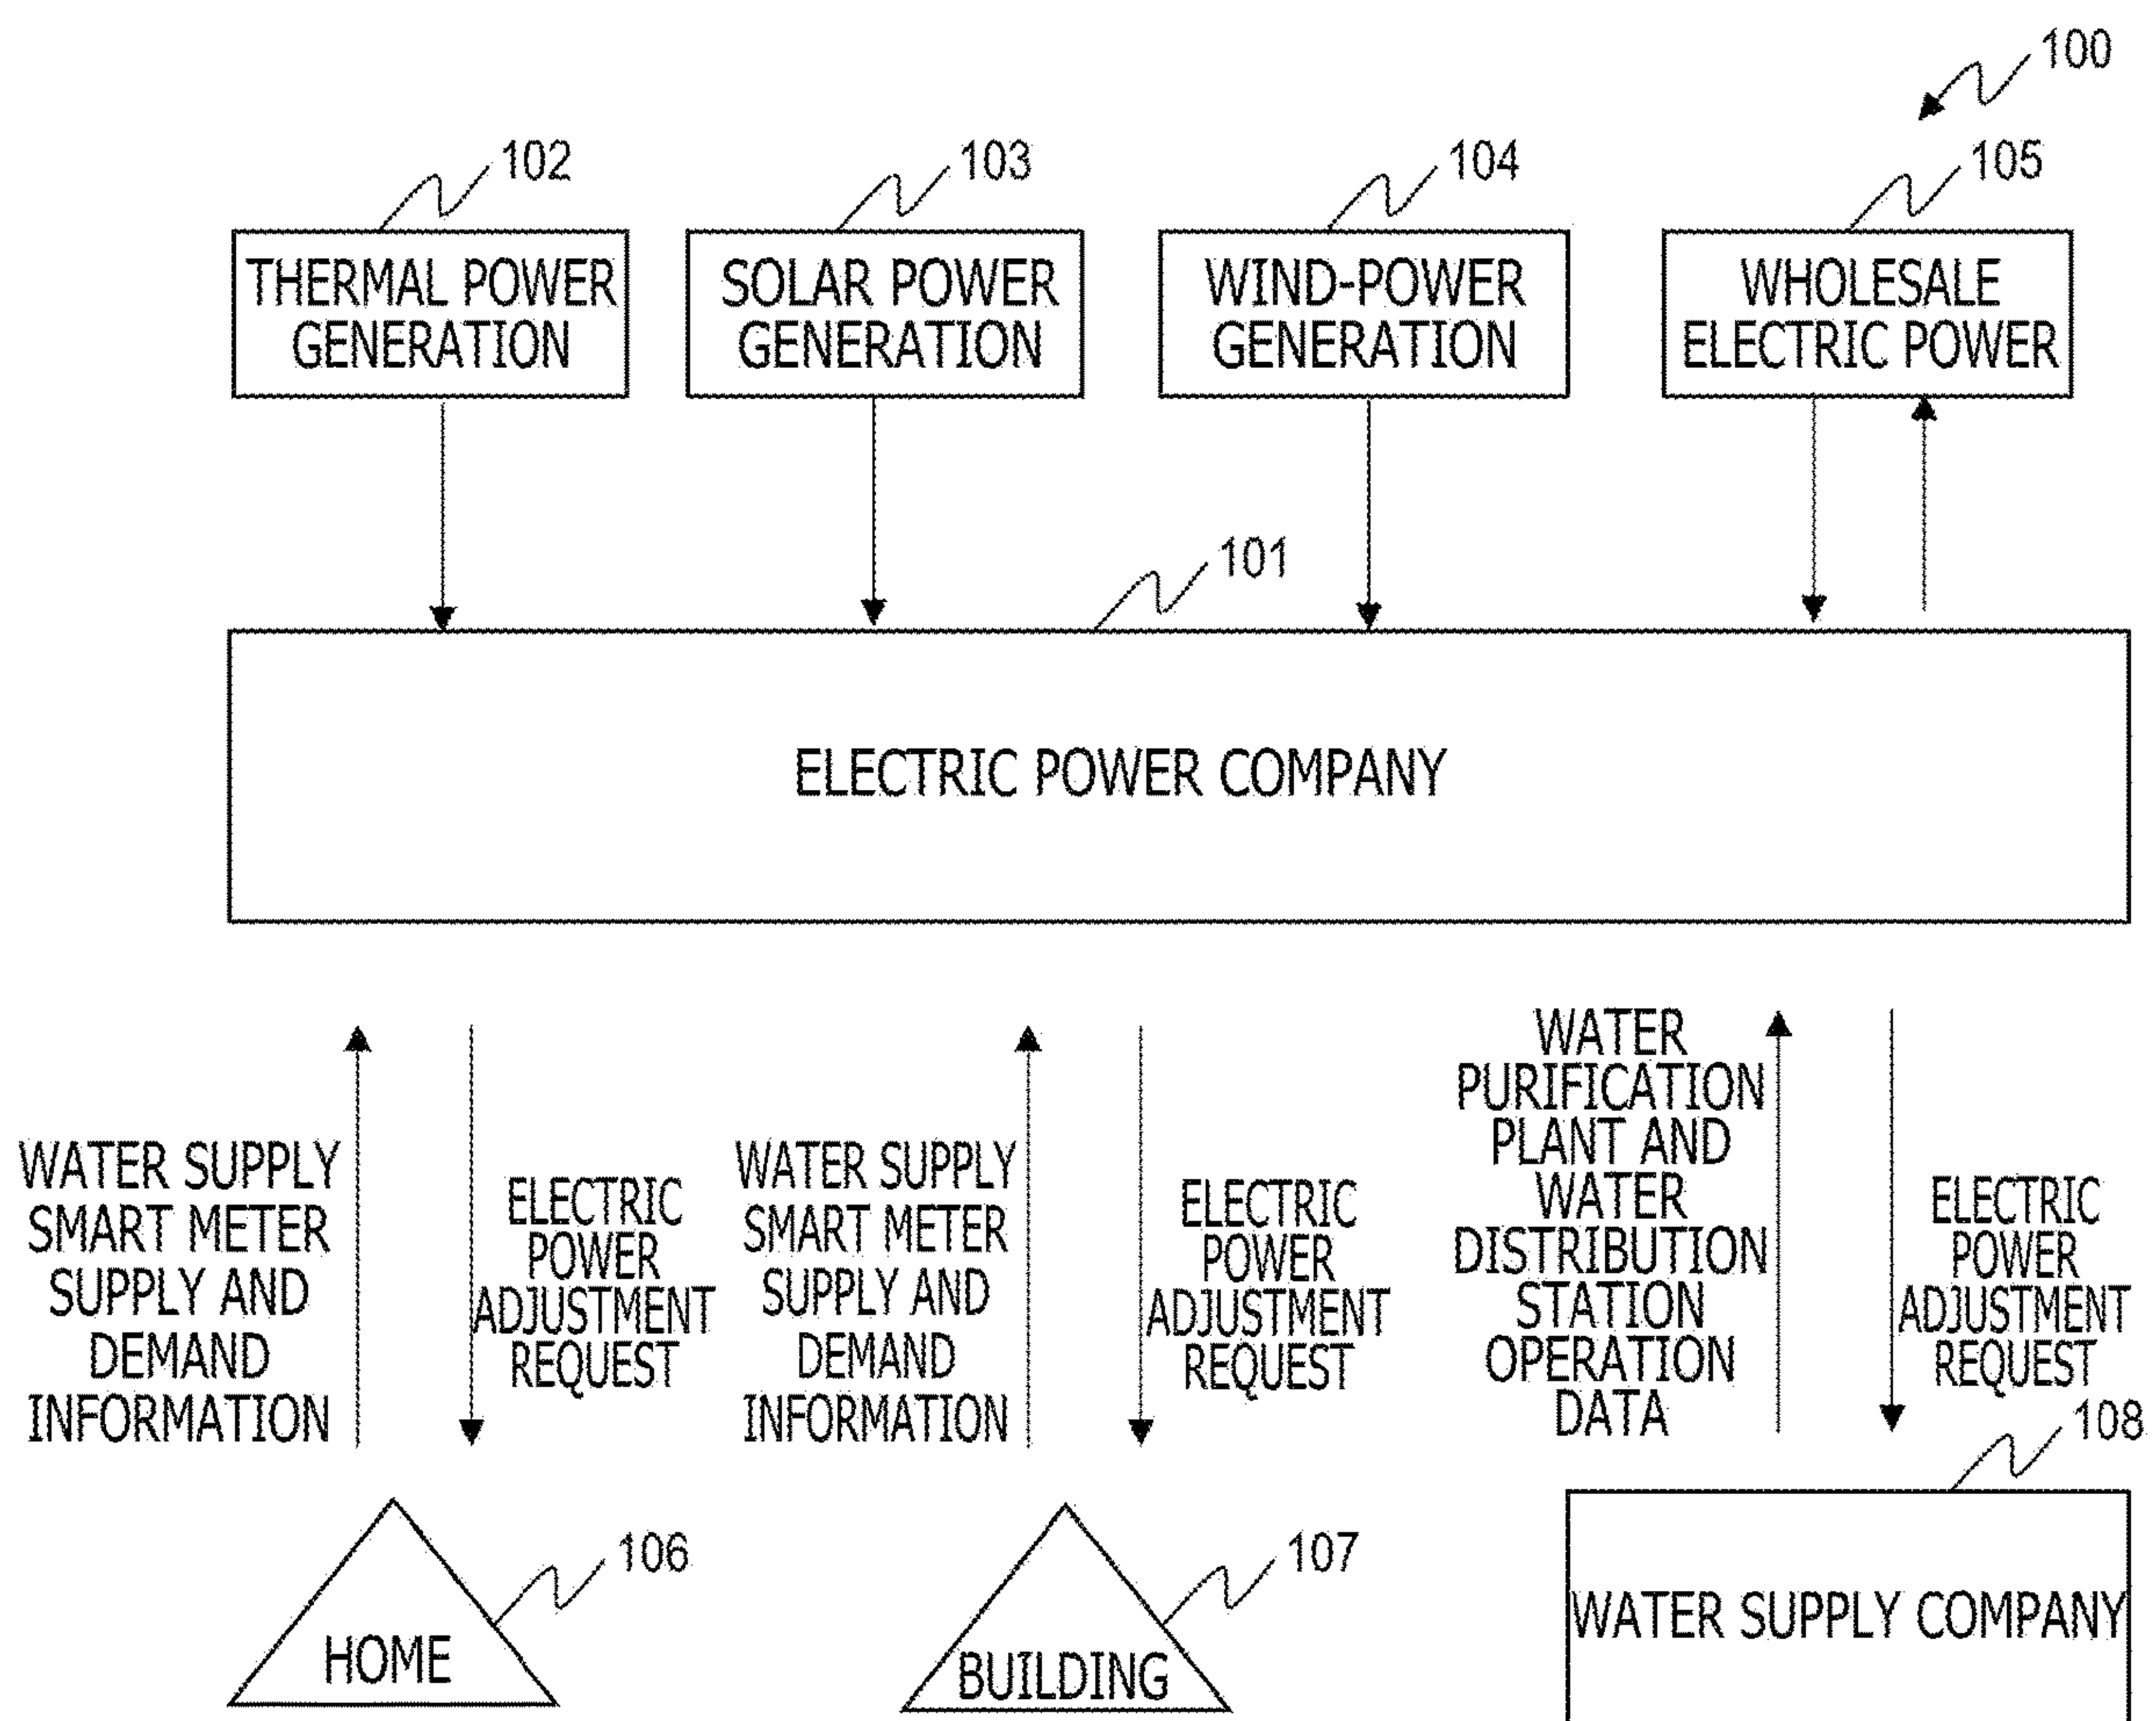 100
102
103
104
105
THERMAL POWER
GENERATION
SOLAR POWER
GENERATION
WIND-POWER
GENERATION
WHOLESALE
ELECTRIC POWER
101
ELECTRIC POWER COMPANY
WATER SUPPLY
SMART METER
SUPPLY AND
DEMAND
INFORMATION
ELECTRIC
POWER
ADJUSTMENT
REQUEST
WATER SUPPLY
SMART METER
SUPPLY AND
DEMAND
INFORMATION
ELECTRIC
POWER
ADJUSTMENT
REQUEST
WATER
PURIFICATION
PLANT AND
WATER
DISTRIBUTION
STATION
OPERATION
DATA
ELECTRIC
POWER
ADJUSTMENT
REQUEST
106
HOME
107
BUILDING
108
WATER SUPPLY COMPANY